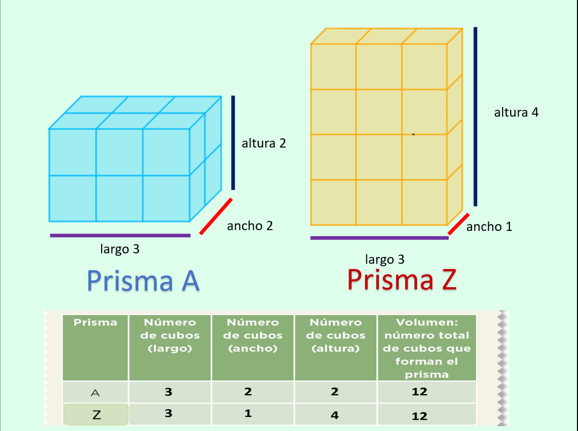 altura 2
ancho 2
largo 3
Prisma A
altura 4
ancho 1
largo 3
Prisma Z
Prisma
Número
de cubos
(largo)
Número
de cubos
(ancho)
Número
de cubos
(altura)
Volumen:
número total
de cubos que
forman el
prisma
A 3 2 2 12
Z 3 1 4 12